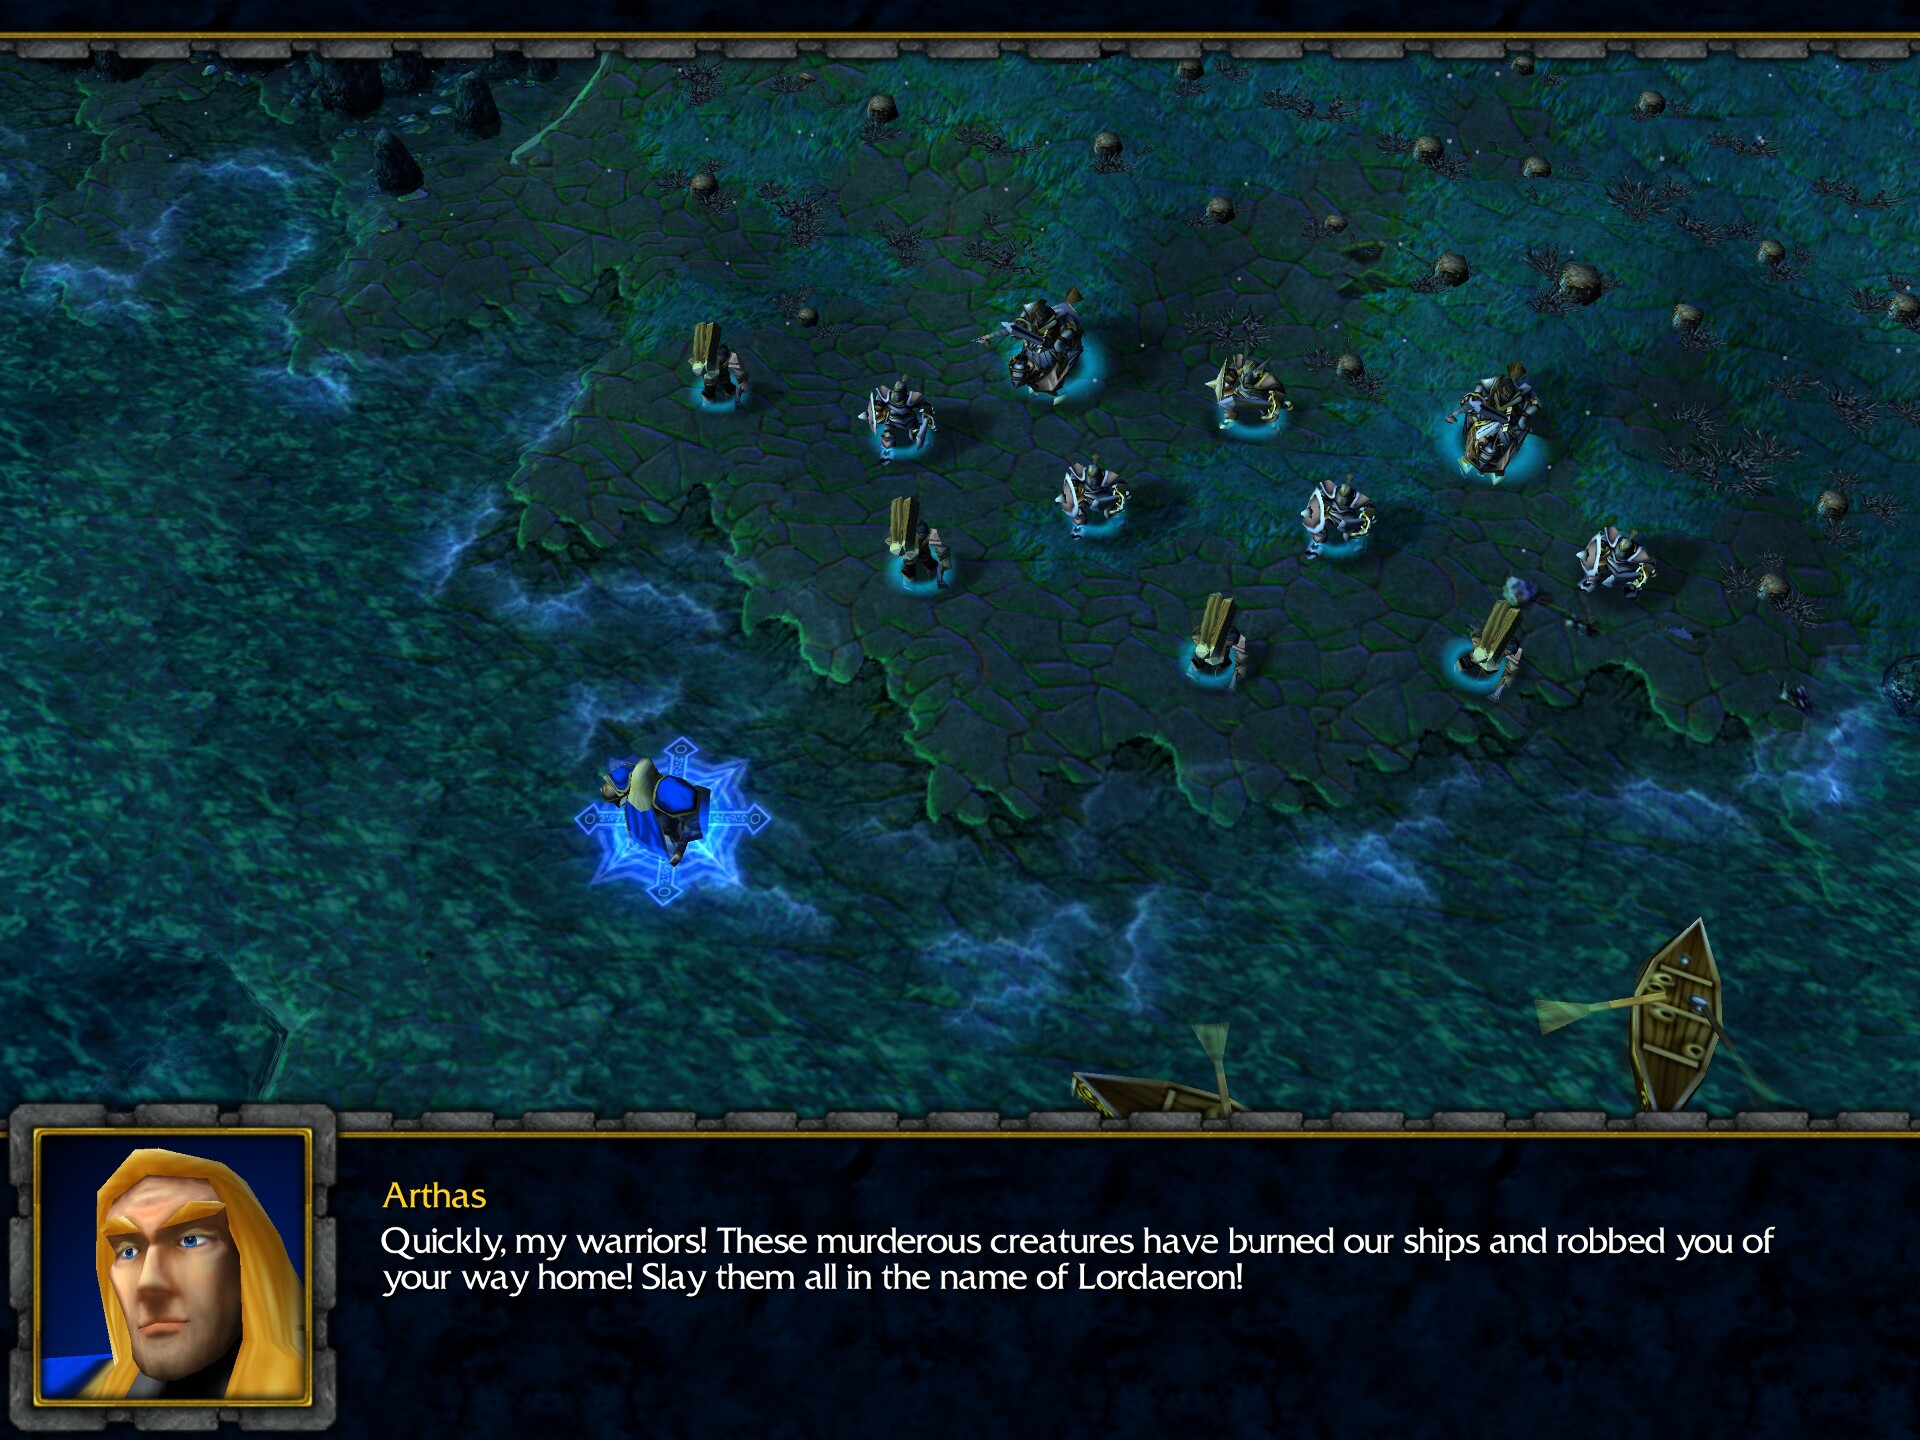 Arthas
Quickly, my warriors! These murderous creatures have burned our ships and robbed you of
your way home! Slay them all in the name of Lordaeron!